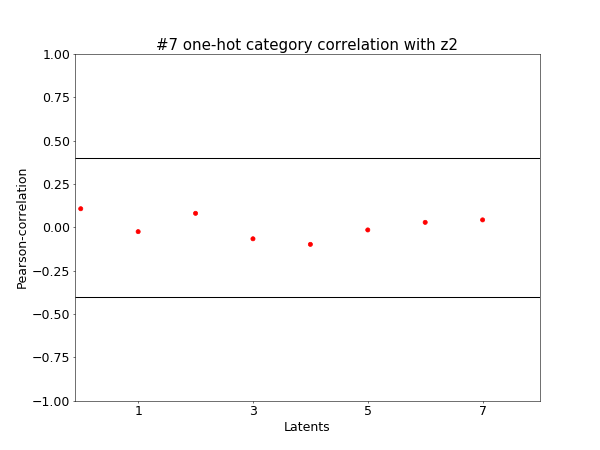 #7 one-hot category correlation with z2
1.00
0.75
0.50
0.25
0.00
−0.25
−0.50
−0.75
−1.00
Pearson-correlation
1 3 5 7
Latents